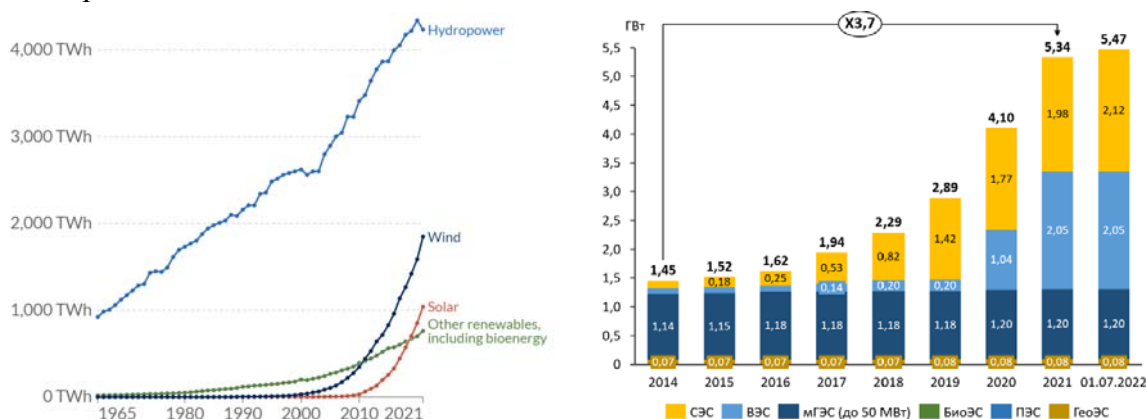 4,000 TWh
3,000 TWh
2,000 TWh
1,000 TWh
0 TWh
1965 1980 1990 2000 2010 2021
Hydropower
Wind
Solar
Other renewables,
including bioenergy
ГВт
Х3,7
5,5
5,0
4,5
4,0
3,5
3,0
2,5
2,0
1,5
1,0
0,5
0
1,45 1,52 1,62 1,94 2,29 2,89 4,10 5,34 5,47
0,18 0,25 0,53 0,82 1,42 1,77 1,98 2,12
0,14 0,20 0,20 1,04 2,05 2,05
1,14 1,15 1,18 1,18 1,18 1,18 1,20 1,20 1,20
0,07 0,07 0,07 0,07 0,07 0,08 0,08 0,08 0,08
2014 2015 2016 2017 2018 2019 2020 2021 01.07.2022
СЭС ВЭС мГЭС (до 50 МВт) БиоЭС ПЭС ГеоЭС